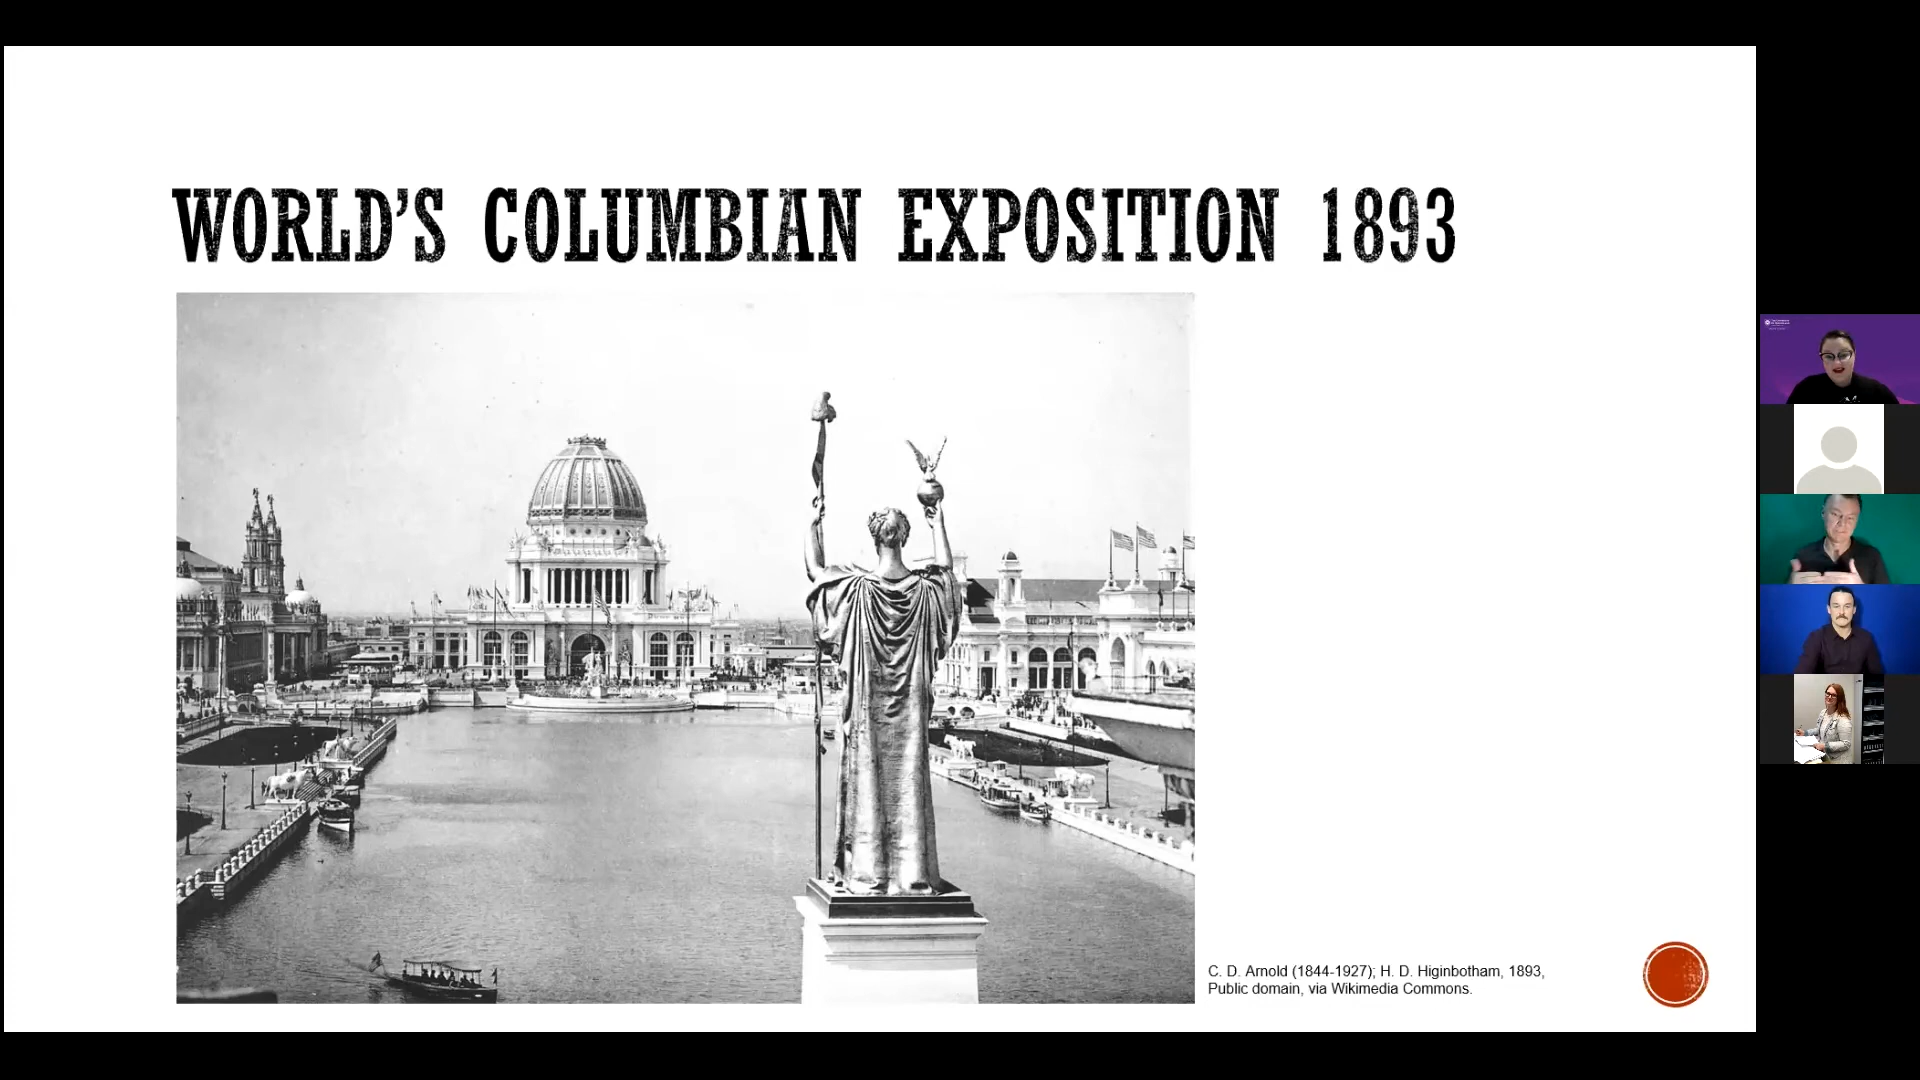 WORLD'S COLUMBIAN EXPOSITION 1893
C. D. Arnold (1844-1927); H. D. Higinbotham, 1893,
Public domain, via Wikimedia Commons.